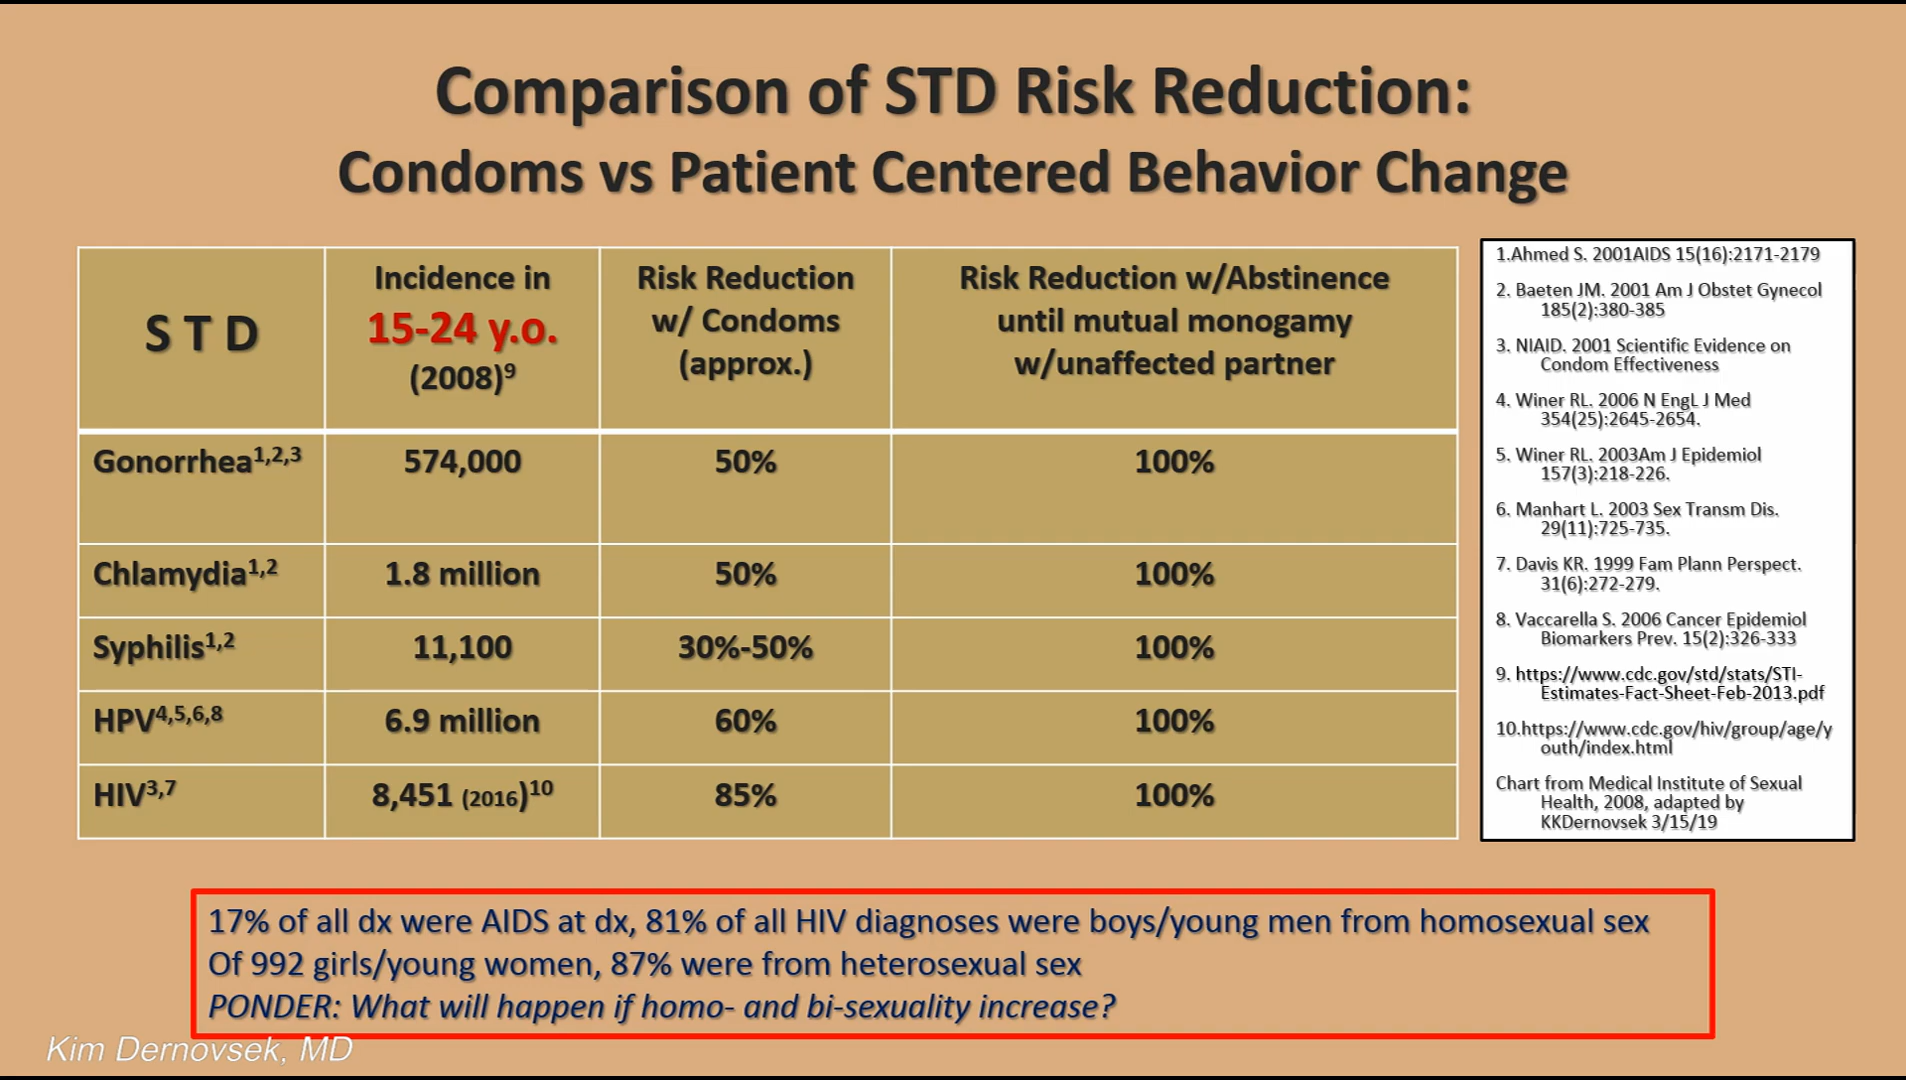 Comparison of STD Risk Reduction:
Condoms vs Patient Centered Behavior Change
S T D
Incidence in
15-24 y.o.
(2008)9
Risk Reduction
w/ Condoms
(approx.)
Risk Reduction w/Abstinence
until mutual monogamy
w/unaffected partner
Gonorrhea1,2,3 574,000 50% 100%
Chlamydia1,2 1.8 million 50% 100%
Syphilis1,2 11,100 30%-50% 100%
HPV4,5,6,8 6.9 million 60% 100%
HIV3,7 8,451 (2016)10 85% 100%
1.Ahmed S. 2001AIDS 15(16):2171-2179
2. Baeten JM. 2001 Am J Obstet Gynecol
185(2):380-385
3. NIAID. 2001 Scientific Evidence on
Condom Effectiveness
4. Winer RL. 2006 N EngL J Med
354(25):2645-2654.
5. Winer RL. 2003Am J Epidemiol
157(3):218-226.
6. Manhart L. 2003 Sex Transm Dis.
29(11):725-735.
7. Davis KR. 1999 Fam Plann Perspect.
31(6):272-279.
8. Vaccarella S. 2006 Cancer Epidemiol
Biomarkers Prev. 15(2):326-333
9. https://www.cdc.gov/std/stats/STI-
Estimates-Fact-Sheet-Feb-2013.pdf
10.https://www.cdc.gov/hiv/group/age/y
outh/index.html
Chart from Medical Institute of Sexual
Health, 2008, adapted by
KKDernovsek 3/15/19
17% of all dx were AIDS at dx, 81% of all HIV diagnoses were boys/young men from homosexual sex
Of 992 girls/young women, 87% were from heterosexual sex
PONDER: What will happen if homo- and bi-sexuality increase?
Kim Dernovsek, MD